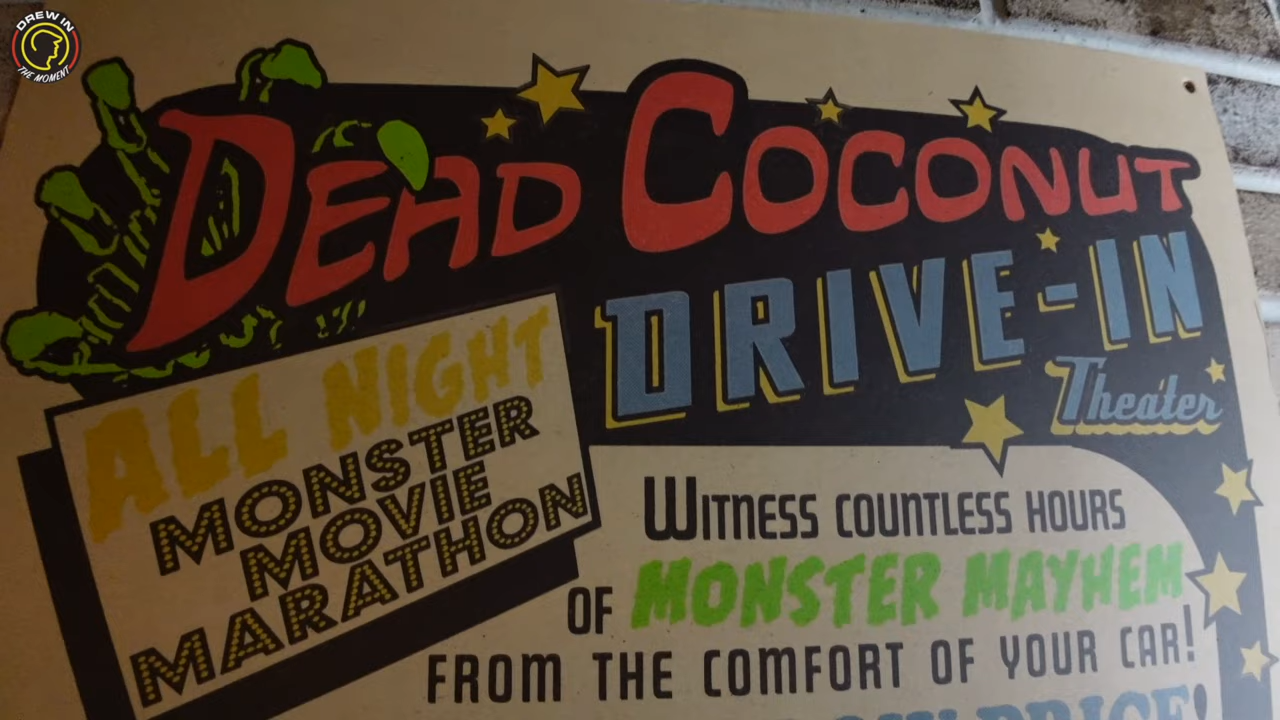 DREW IN
THE MOMENT
DEAD COCONUT
DRIVE-IN
Theater
ALL NIGHT
MONSTER
MOVIE
MARATHON
WITNESS COUNTLESS HOURS
OF MONSTER MAYHEM
FROM THE COMFORT OF YOUR CAR!
PRICE!